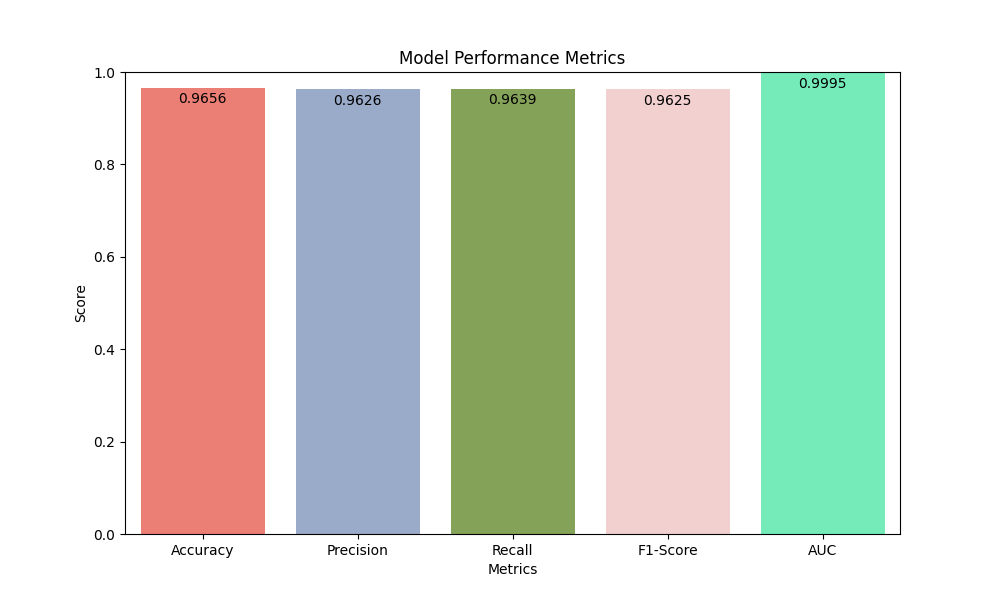 Model Performance Metrics
1.0
0.8
0.6
0.4
0.2
0.0
Score
0.9656
0.9626
0.9639
0.9625
0.9995
Accuracy
Precision
Recall
F1-Score
AUC
Metrics